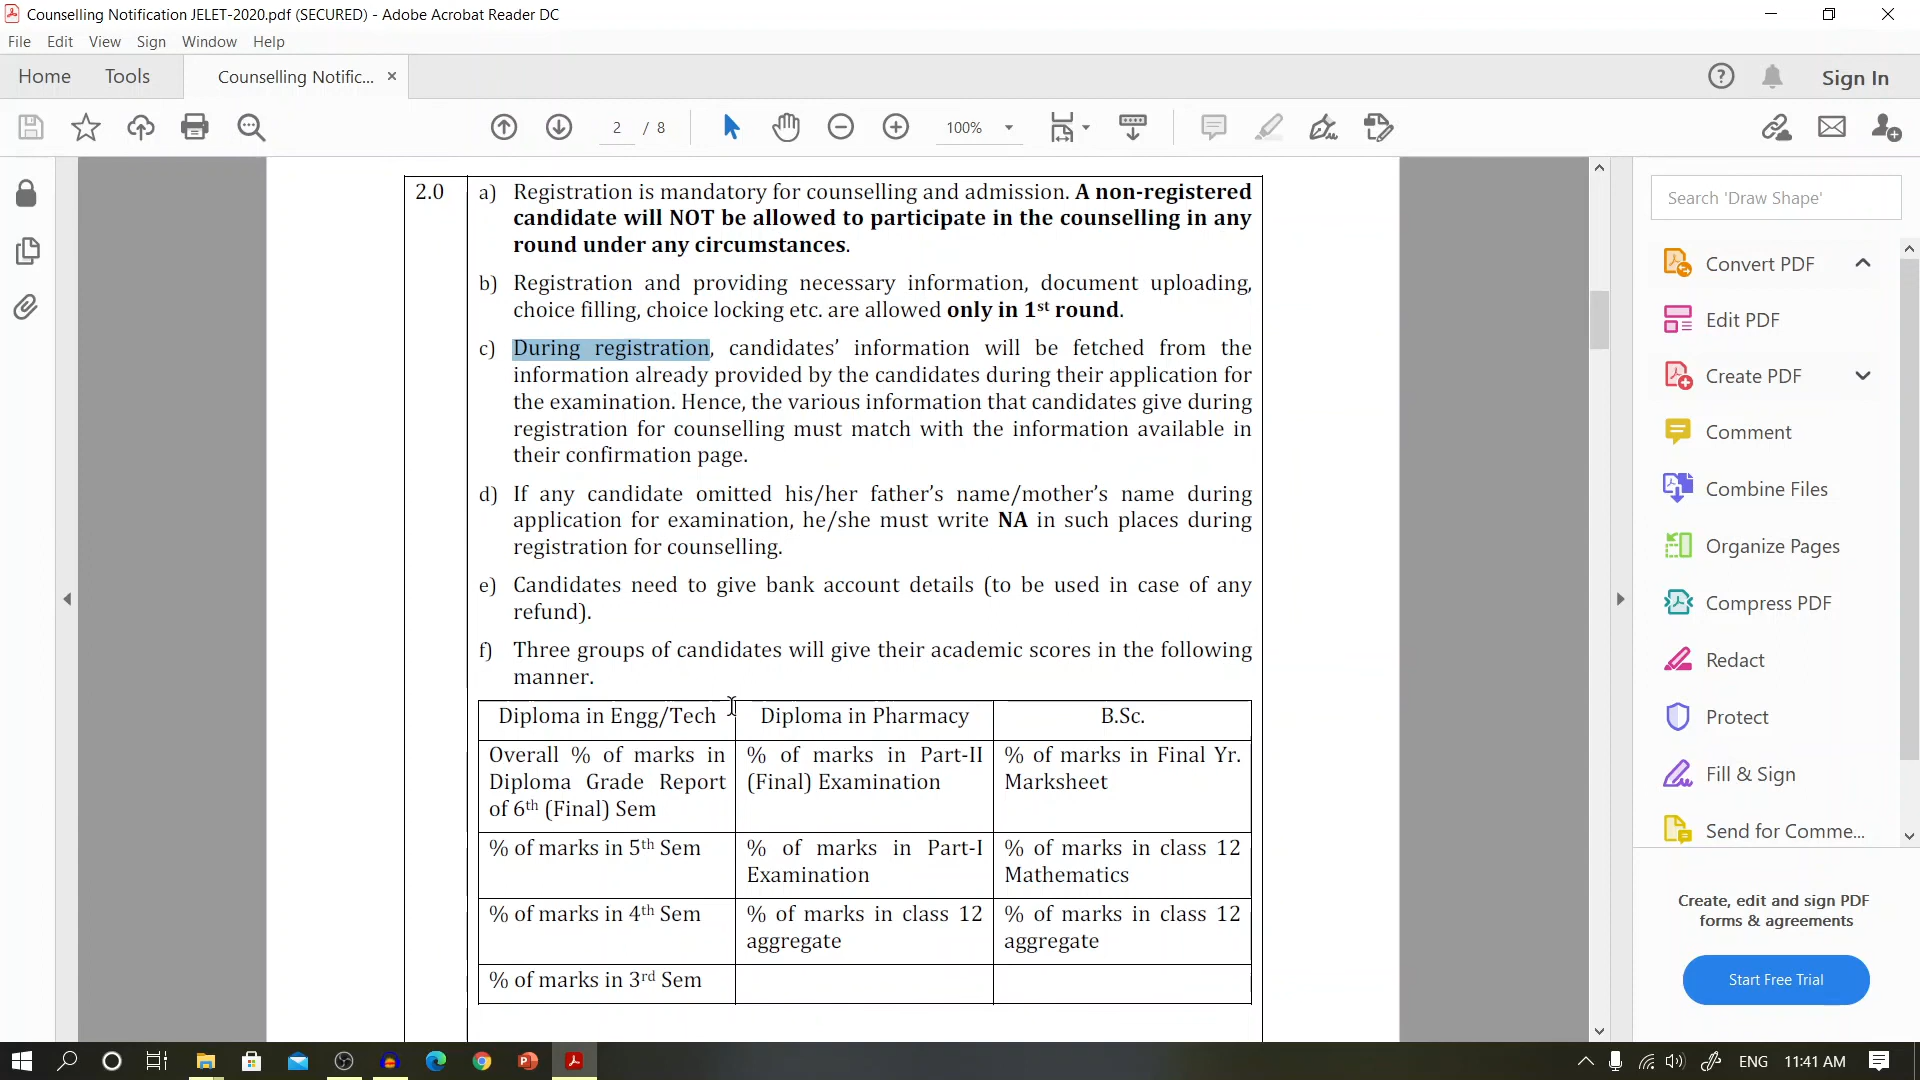 Counselling Notification JELET-2020.pdf (SECURED) - Adobe Acrobat Reader DC
File Edit View Sign Window Help
Home Tools Counselling Notific... × Sign In
2 / 8 100%
2.0 a) Registration is mandatory for counselling and admission. A non-registered
candidate will NOT be allowed to participate in the counselling in any
round under any circumstances.
b) Registration and providing necessary information, document uploading,
choice filling, choice locking etc. are allowed only in 1st round.
c) During registration, candidates’ information will be fetched from the
information already provided by the candidates during their application for
the examination. Hence, the various information that candidates give during
registration for counselling must match with the information available in
their confirmation page.
d) If any candidate omitted his/her father’s name/mother’s name during
application for examination, he/she must write NA in such places during
registration for counselling.
e) Candidates need to give bank account details (to be used in case of any
refund).
f) Three groups of candidates will give their academic scores in the following
manner.
Diploma in Engg/Tech Diploma in Pharmacy B.Sc.
Overall % of marks in % of marks in Part-II % of marks in Final Yr.
Diploma Grade Report (Final) Examination Marksheet
of 6th (Final) Sem
% of marks in 5th Sem % of marks in Part-I % of marks in class 12
Examination Mathematics
% of marks in 4th Sem % of marks in class 12 % of marks in class 12
aggregate aggregate
% of marks in 3rd Sem
Search 'Draw Shape'
Convert PDF
Edit PDF
Create PDF
Comment
Combine Files
Organize Pages
Compress PDF
Redact
Protect
Fill & Sign
Send for Comme...
Create, edit and sign PDF
forms & agreements
Start Free Trial
ENG 11:41 AM